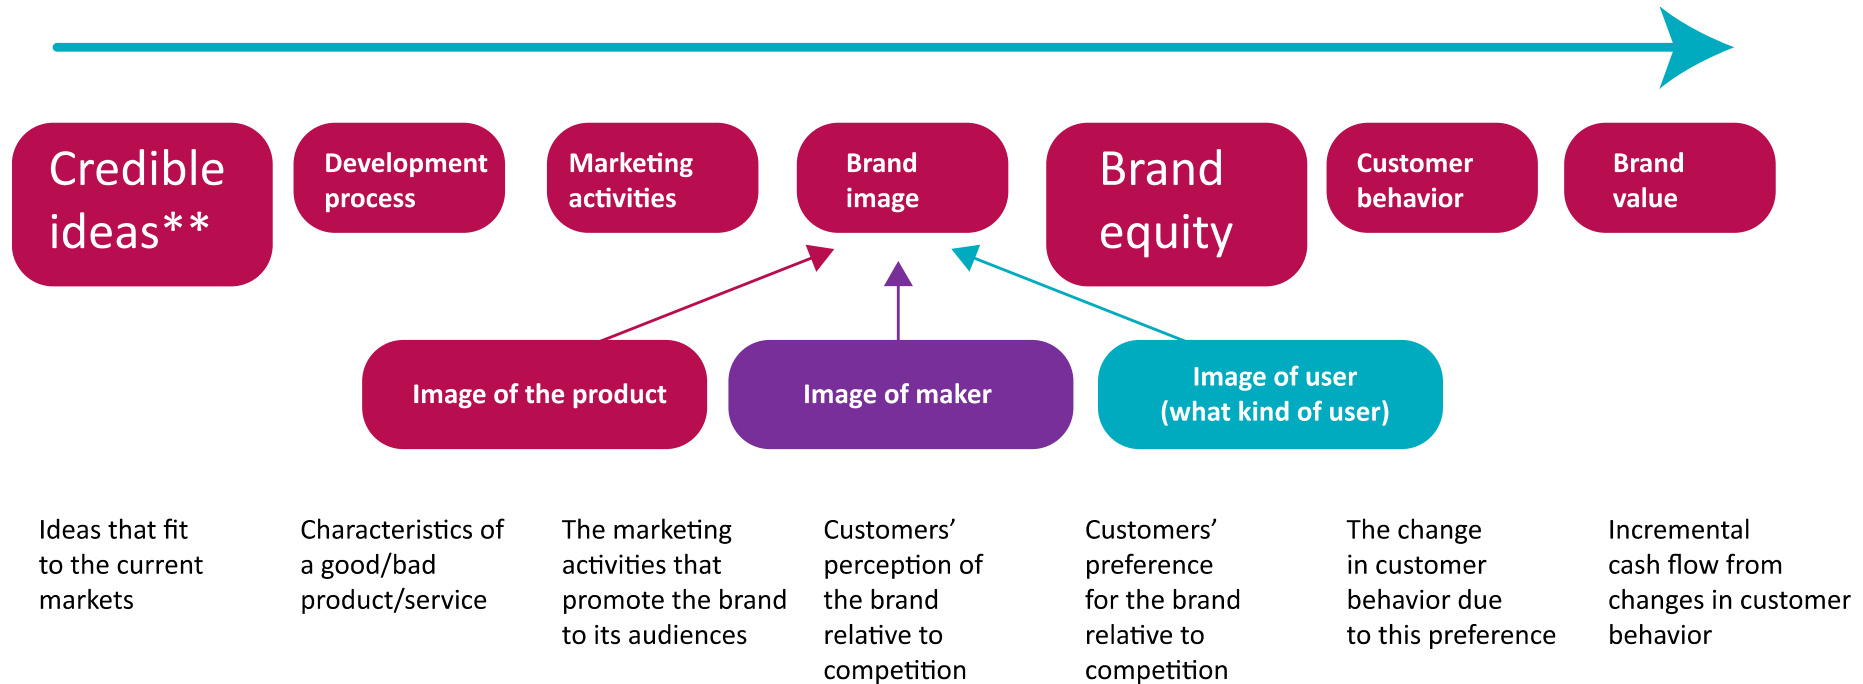 Credible
ideas**
Development
process
Marketing
activities
Brand
image
Brand
equity
Customer
behavior
Brand
value
Image of the product
Image of maker
Image of user
(what kind of user)
Ideas that fit
to the current
markets
Characteristics of
a good/bad
product/service
The marketing
activities that
promote the brand
to its audiences
Customers’
perception of
the brand
relative to
competition
Customers’
preference
for the brand
relative to
competition
The change
in customer
behavior due
to this preference
Incremental
cash flow from
changes in customer
behavior